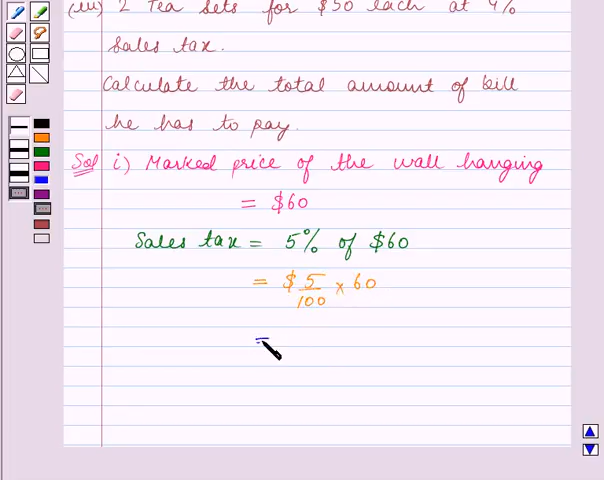 (iii) 2 Tea sets for $50 each at 4%
sales tax.
Calculate the total amount of bill
he has to pay.
Sol i) Marked price of the wall hanging
= $60
Sales tax = 5% of $60
= $ 5/100 × 60
=